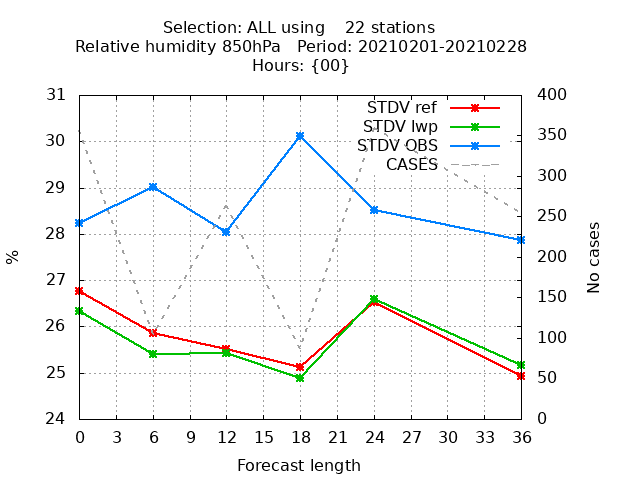 Selection: ALL using    22 stations
Relative humidity 850hPa   Period: 20210201-20210228
Hours: {00}
STDV ref
STDV lwp
STDV OBS
CASES
31
30
29
28
27
26
25
24
%
400
350
300
250
200
150
100
50
0
No cases
0 3 6 9 12 15 18 21 24 27 30 33 36
Forecast length